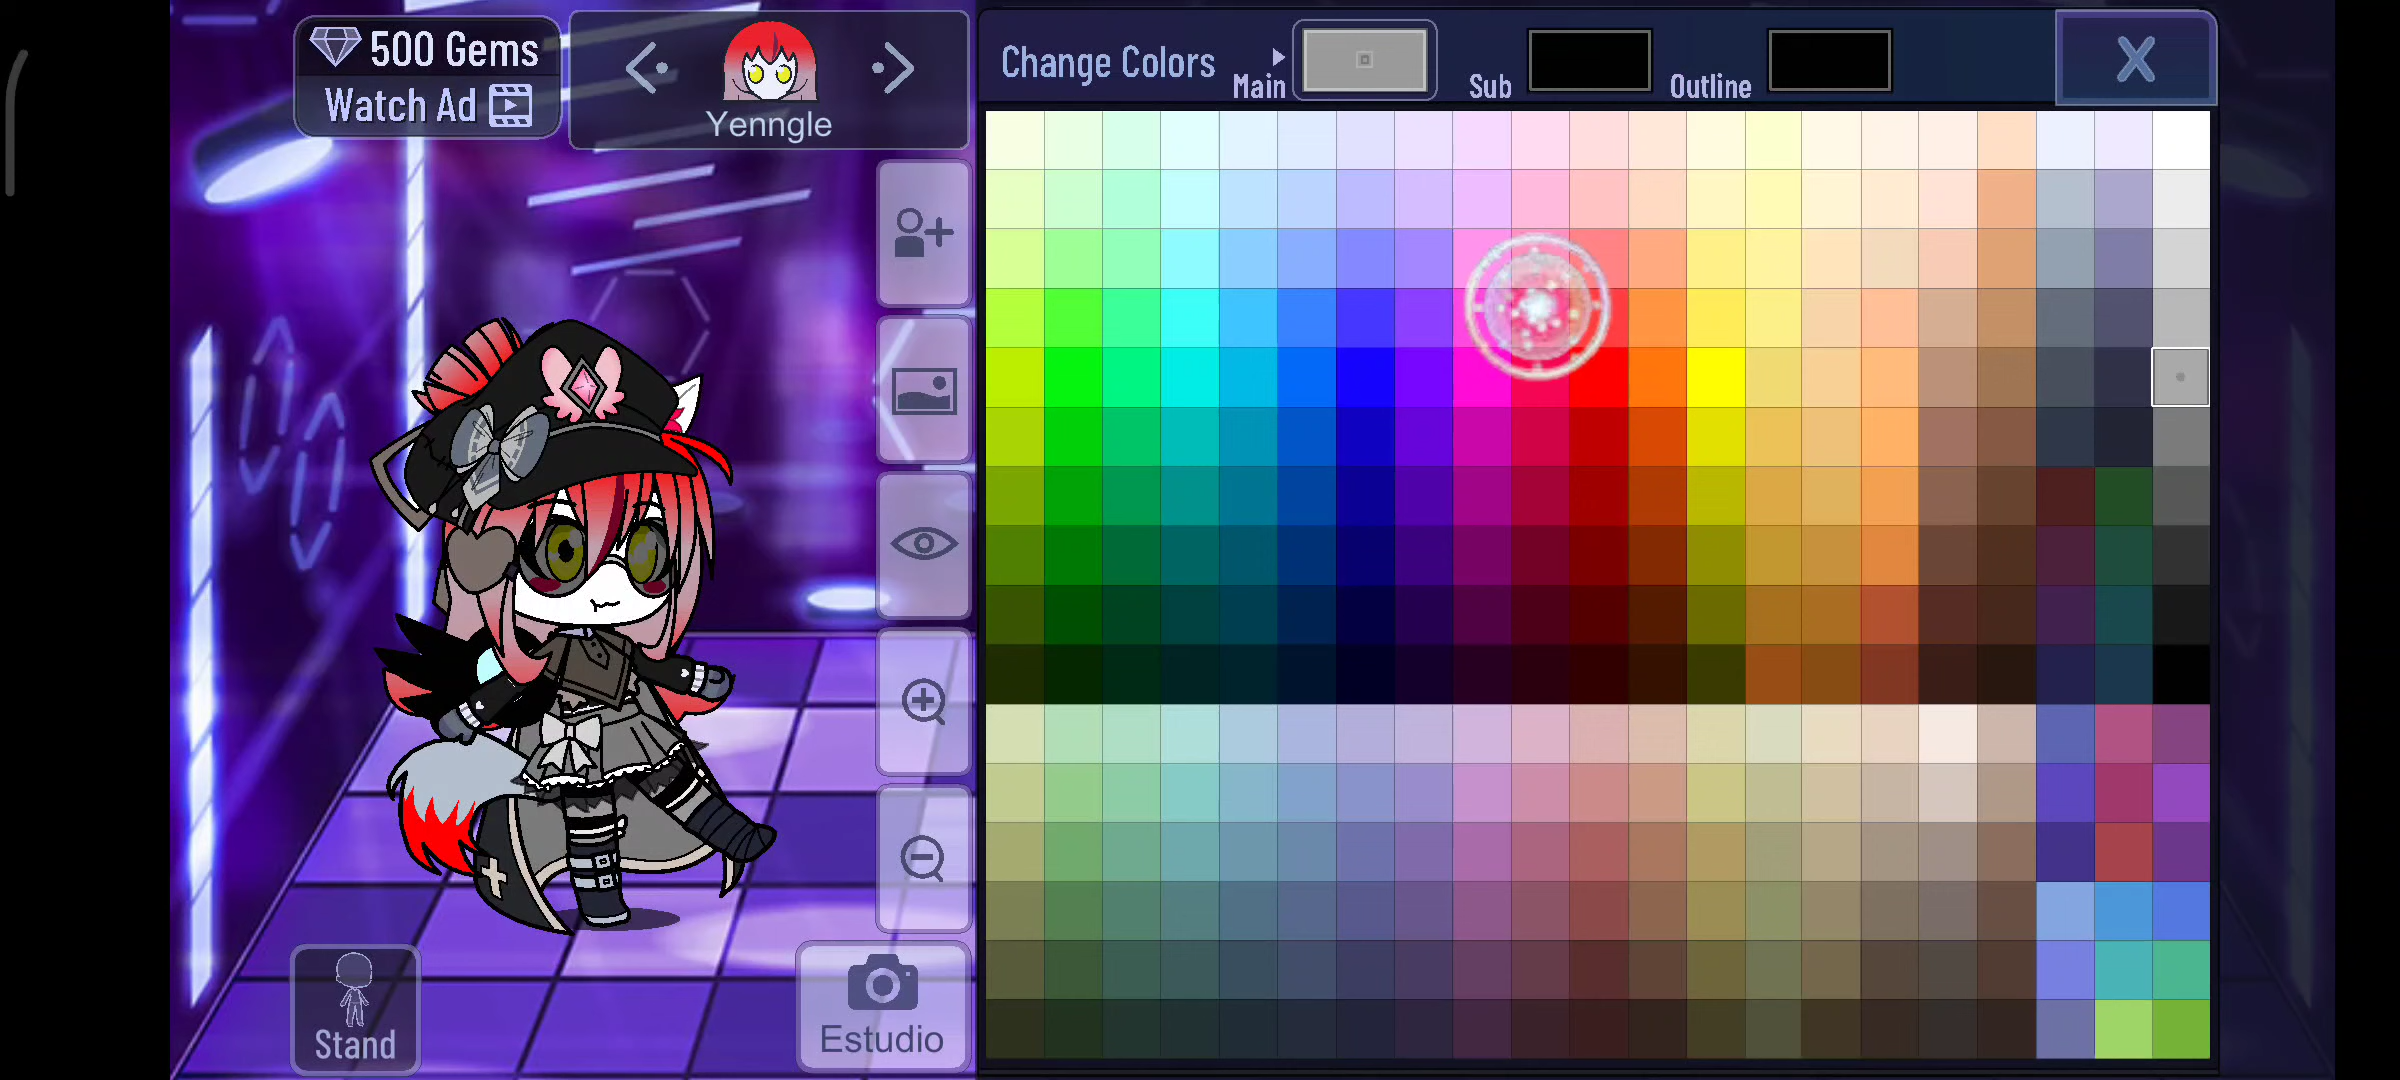 500 Gems
Watch Ad
Yenngle
Change Colors
Main
Sub
Outline
X
Stand
Estudio